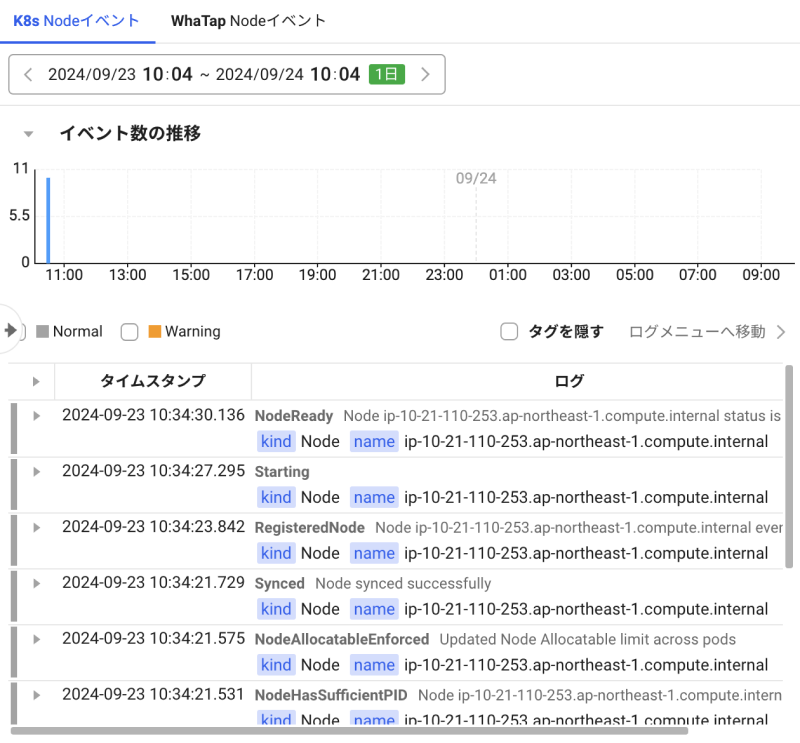 K8s Nodeイベント WhaTap Nodeイベント
2024/09/23 10:04 ~ 2024/09/24 10:04 1日
イベント数の推移
11
09/24
5.5
0
11:00 13:00 15:00 17:00 19:00 21:00 23:00 01:00 03:00 05:00 07:00 09:00
Normal Warning タグを隠す ログメニューへ移動
タイムスタンプ ログ
2024-09-23 10:34:30.136 NodeReady Node ip-10-21-110-253.ap-northeast-1.compute.internal status is
kind Node name ip-10-21-110-253.ap-northeast-1.compute.internal
2024-09-23 10:34:27.295 Starting
kind Node name ip-10-21-110-253.ap-northeast-1.compute.internal
2024-09-23 10:34:23.842 RegisteredNode Node ip-10-21-110-253.ap-northeast-1.compute.internal ever
kind Node name ip-10-21-110-253.ap-northeast-1.compute.internal
2024-09-23 10:34:21.729 Synced Node synced successfully
kind Node name ip-10-21-110-253.ap-northeast-1.compute.internal
2024-09-23 10:34:21.575 NodeAllocatableEnforced Updated Node Allocatable limit across pods
kind Node name ip-10-21-110-253.ap-northeast-1.compute.internal
2024-09-23 10:34:21.531 NodeHasSufficientPID Node ip-10-21-110-253.ap-northeast-1.compute.intern
kind Node name ip-10-21-110-253.ap-northeast-1.compute.internal